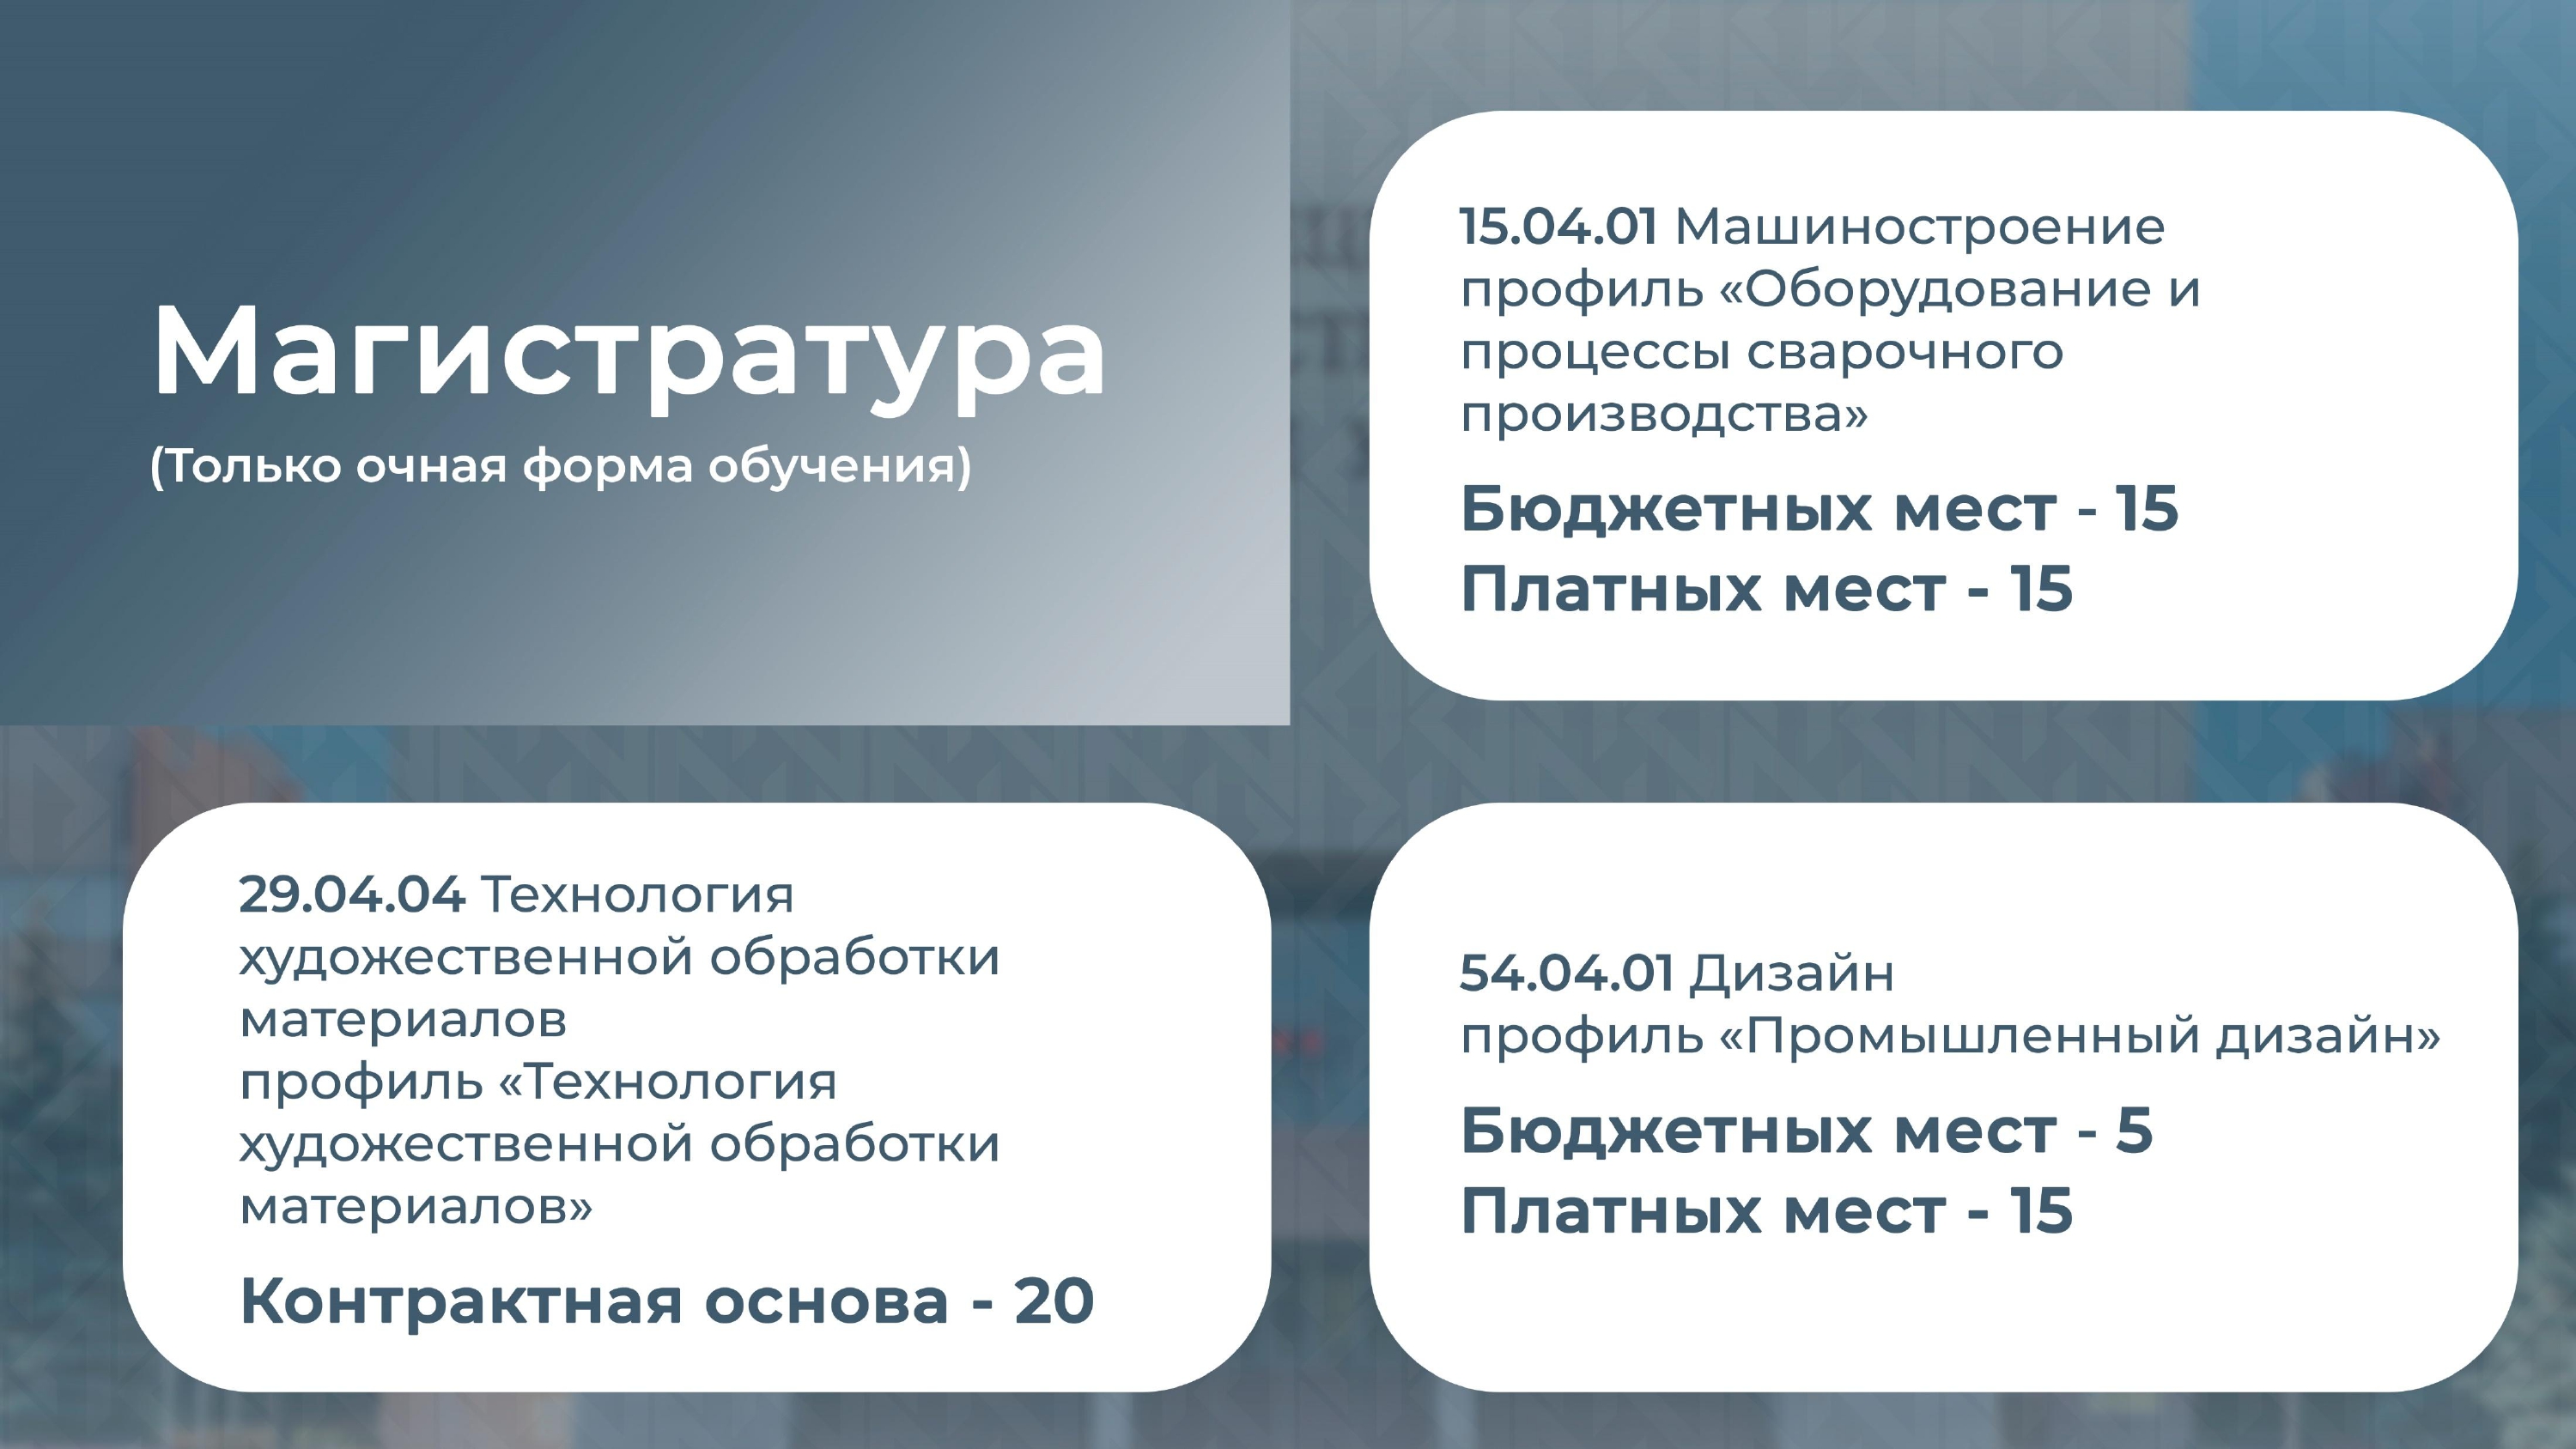 Магистратура
(Только очная форма обучения)
15.04.01 Машиностроение
профиль «Оборудование и
процессы сварочного
производства»
Бюджетных мест - 15
Платных мест - 15
29.04.04 Технология
художественной обработки
материалов
профиль «Технология
художественной обработки
материалов»
Контрактная основа - 20
54.04.01 Дизайн
профиль «Промышленный дизайн»
Бюджетных мест - 5
Платных мест - 15